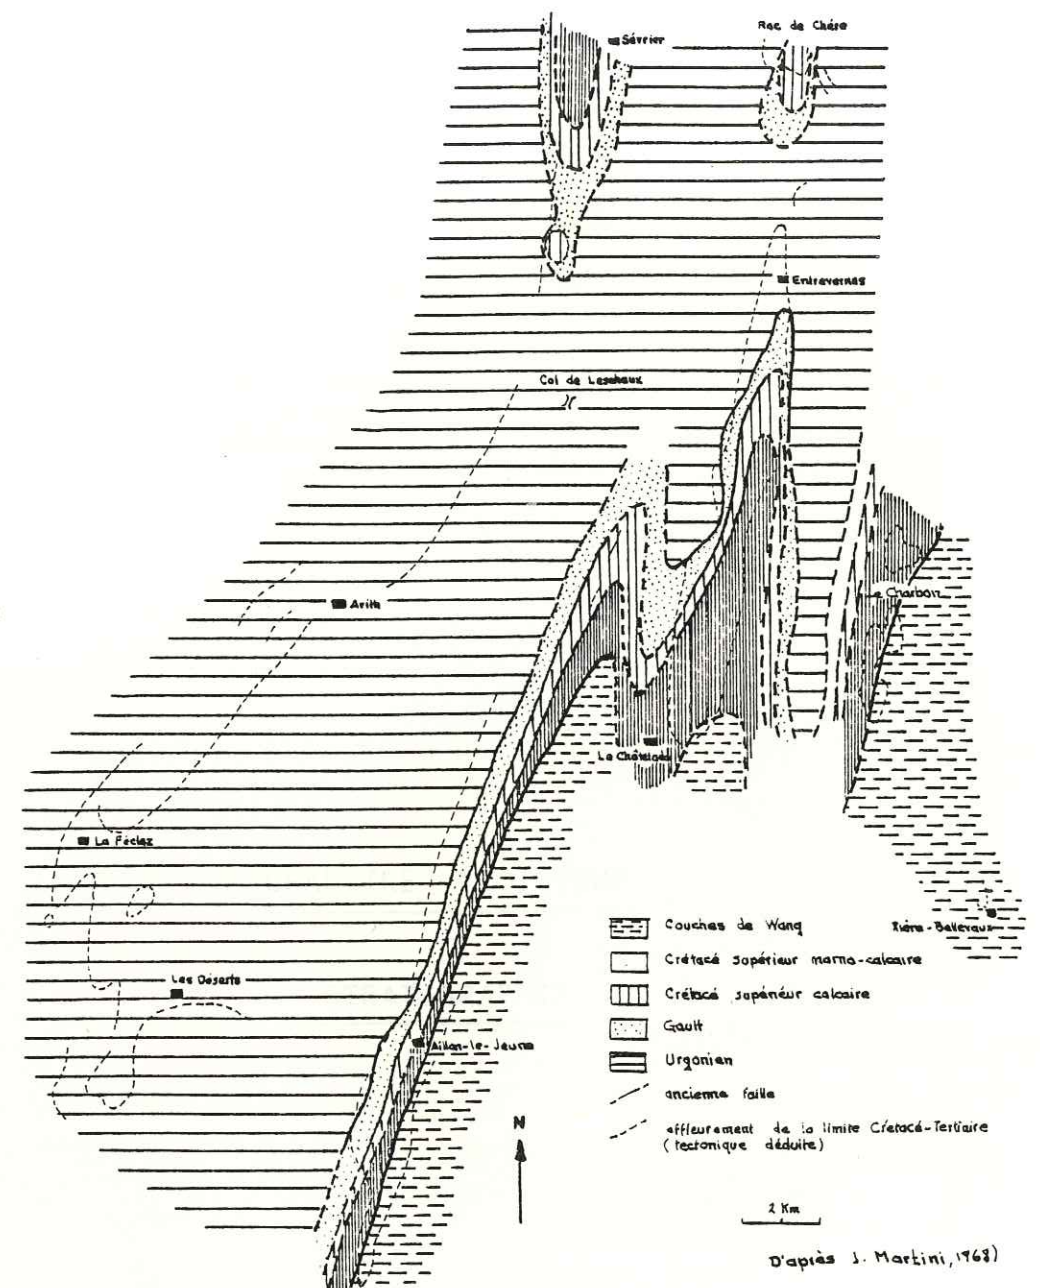 Roc de Chère
Sévrier
Entrevernes
Col de Leschaux
Arith
Charbon
Le Châtelard
La Féclaz
Rière-Bellevaux
Les Déserts
Aillon-le-Jeune
Couches de Wang
Crétacé supérieur marno-calcaire
Crétacé supérieur calcaire
Gault
Urgonien
ancienne faille
affleurement de la limite Crétacé-Tertiaire
(tectonique déduite)
N
2 Km
D'après J. Martini, 1968)